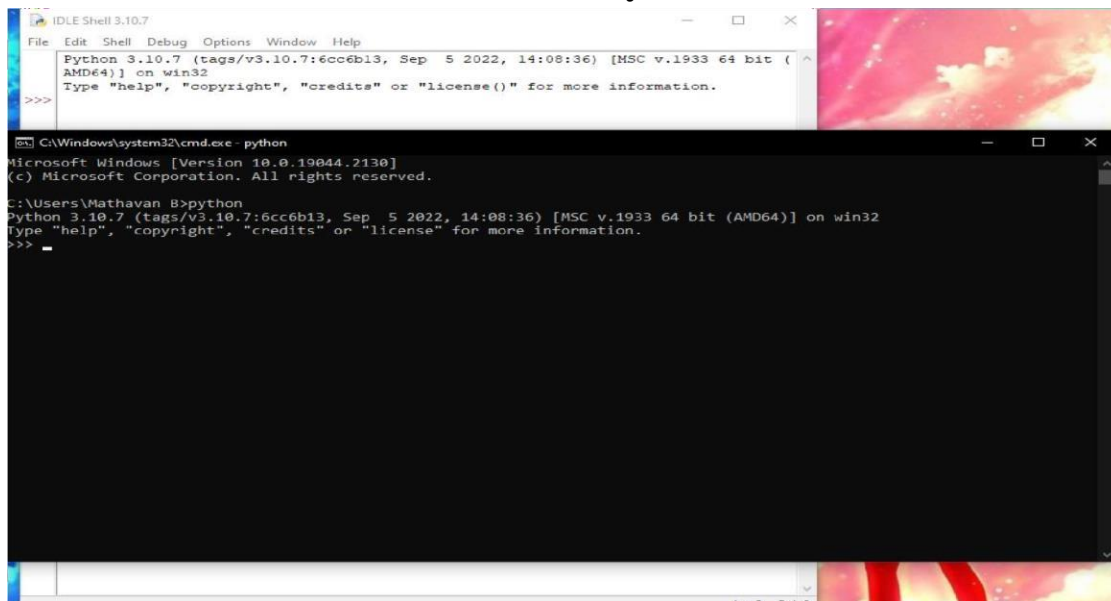 IDLE Shell 3.10.7
File Edit Shell Debug Options Window Help
Python 3.10.7 (tags/v3.10.7:6cc6b13, Sep 5 2022, 14:08:36) [MSC v.1933 64 bit (
AMD64)] on win32
Type "help", "copyright", "credits" or "license()" for more information.
>>>
C:\Windows\system32\cmd.exe - python
Microsoft Windows [Version 10.0.19044.2130]
(c) Microsoft Corporation. All rights reserved.
C:\Users\Mathavan B>python
Python 3.10.7 (tags/v3.10.7:6cc6b13, Sep 5 2022, 14:08:36) [MSC v.1933 64 bit (AMD64)] on win32
Type "help", "copyright", "credits" or "license" for more information.
>>>